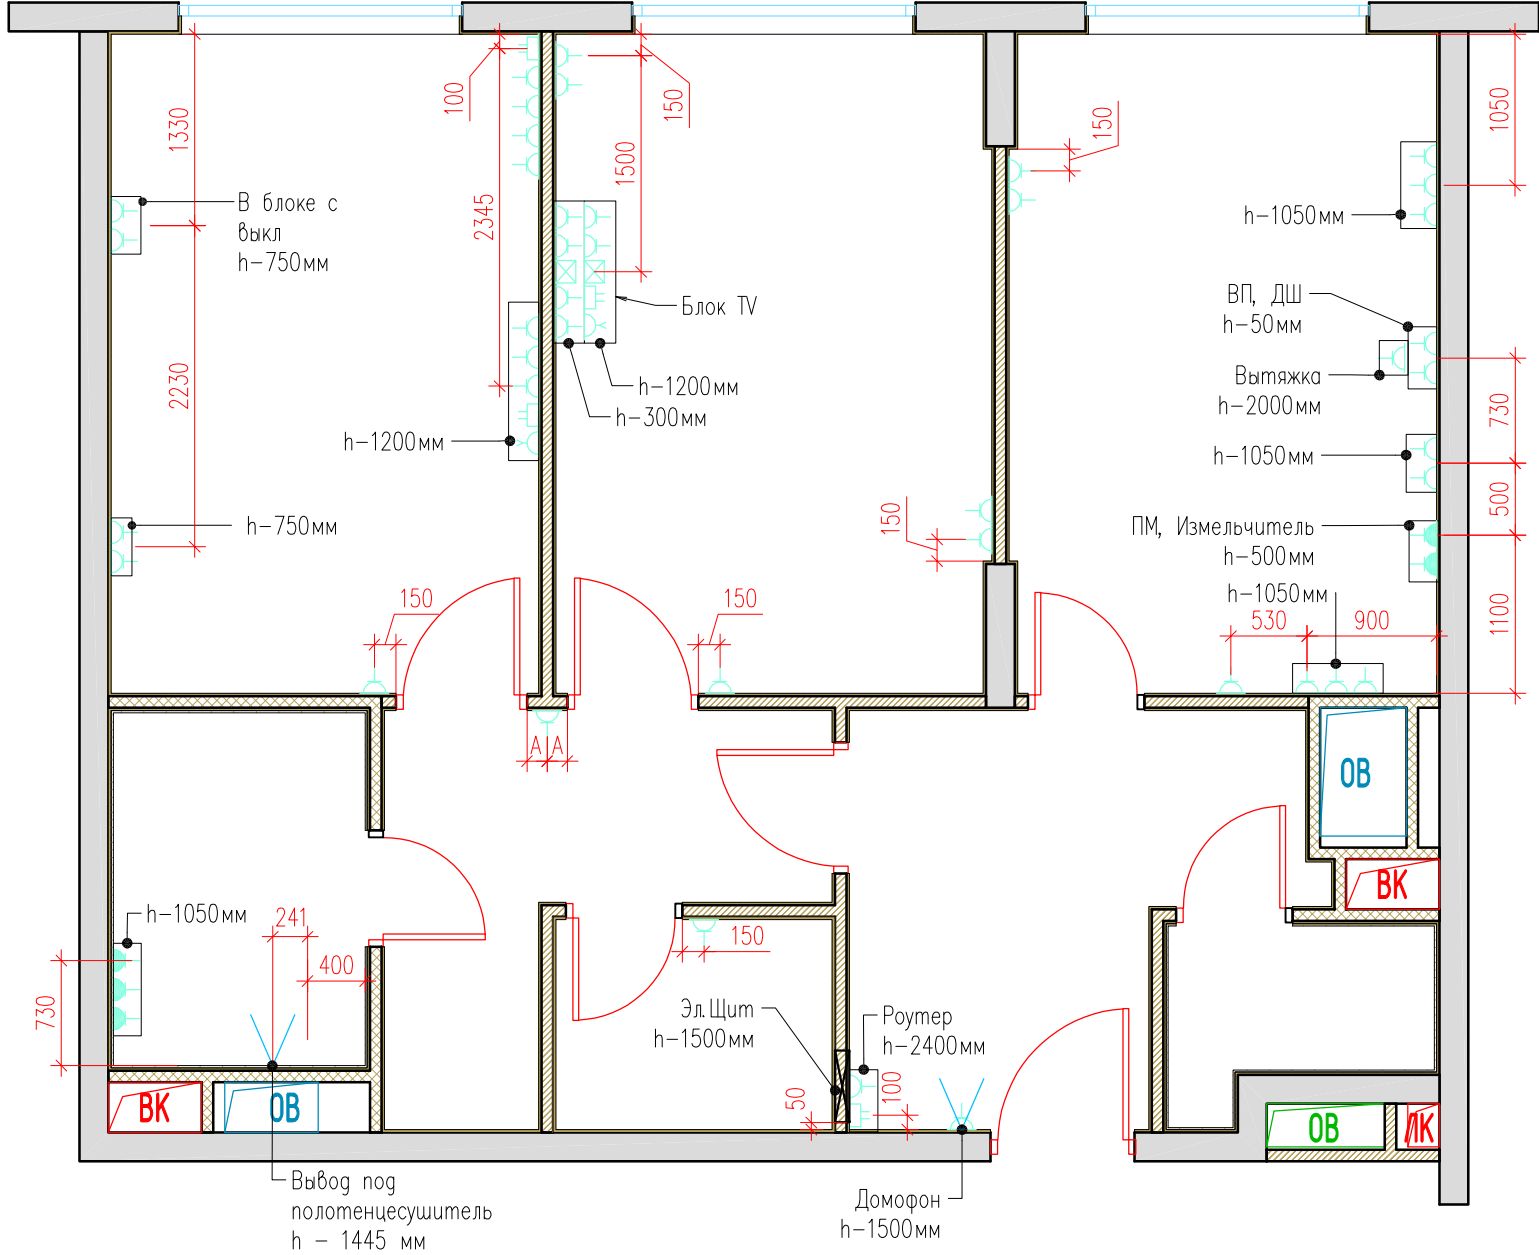 1330
100
150
1500
150
1050
В блоке с
выкл
h-750мм
2345
h-1050мм
Блок TV
ВП, ДШ
h-50мм
2230
h-1200мм
h-300мм
Вытяжка
h-2000мм
730
h-1200мм
h-1050мм
h-750мм
150
500
ПМ, Измельчитель
h-500мм
h-1050мм
150
150
530
900
1100
А
А
ОВ
ВК
h-1050мм
241
400
730
150
Эл.Щит
h-1500мм
Роутер
h-2400мм
50
100
ВК
ОВ
ОВ
ЛК
Вывод под
полотенцесушитель
h - 1445 мм
Домофон
h-1500мм